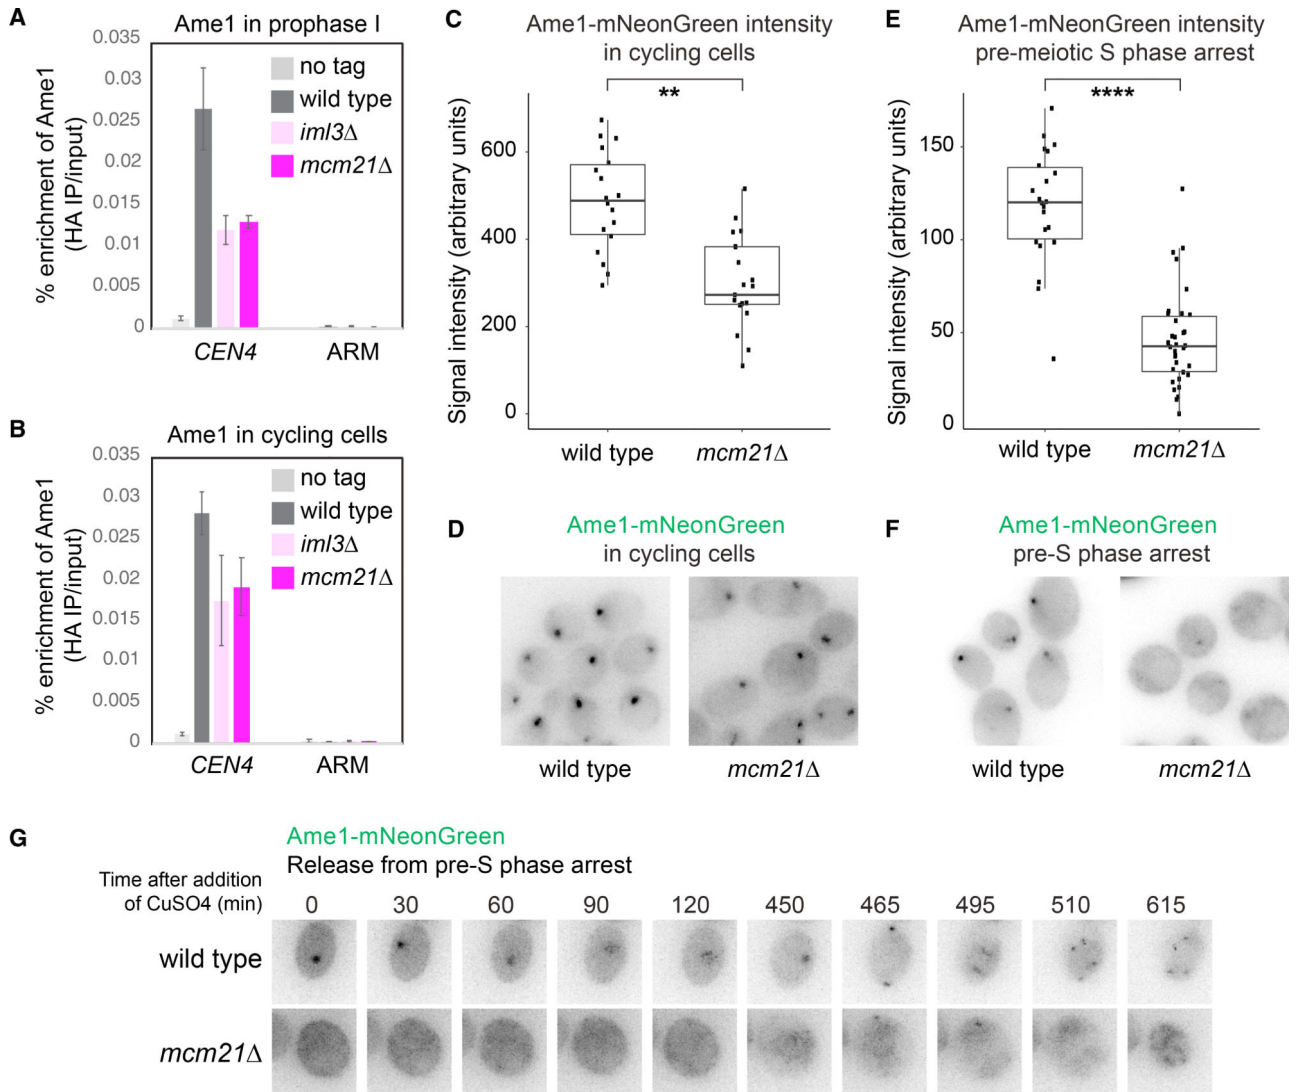 A
Ame1 in prophase I
% enrichment of Ame1
(HA IP/input)
0.035
0.03
0.025
0.02
0.015
0.01
0.005
0
no tag
wild type
iml3Δ
mcm21Δ
CEN4
ARM
B
Ame1 in cycling cells
% enrichment of Ame1
(HA IP/input)
0.035
0.03
0.025
0.02
0.015
0.01
0.005
0
no tag
wild type
iml3Δ
mcm21Δ
CEN4
ARM
C
Ame1-mNeonGreen intensity
in cycling cells
**
Signal intensity (arbitrary units)
600
400
200
0
wild type
mcm21Δ
D
Ame1-mNeonGreen
in cycling cells
wild type
mcm21Δ
E
Ame1-mNeonGreen intensity
pre-meiotic S phase arrest
****
Signal intensity (arbitrary units)
150
100
50
0
wild type
mcm21Δ
F
Ame1-mNeonGreen
pre-S phase arrest
wild type
mcm21Δ
G
Ame1-mNeonGreen
Release from pre-S phase arrest
Time after addition
of CuSO4 (min)
0 30 60 90 120 450 465 495 510 615
wild type
mcm21Δ